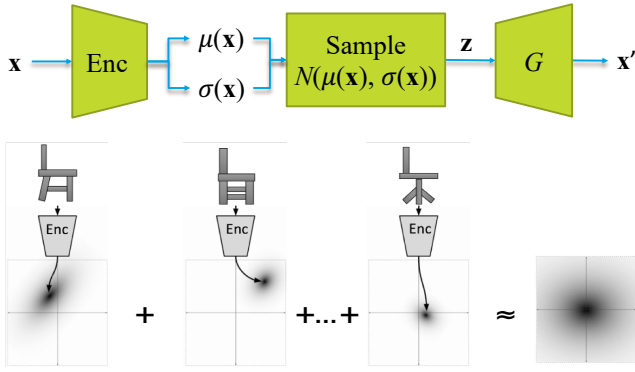 x
Enc
μ(x)
σ(x)
Sample
N(μ(x), σ(x))
z
G
x'
Enc
Enc
Enc
+
+...+
≈